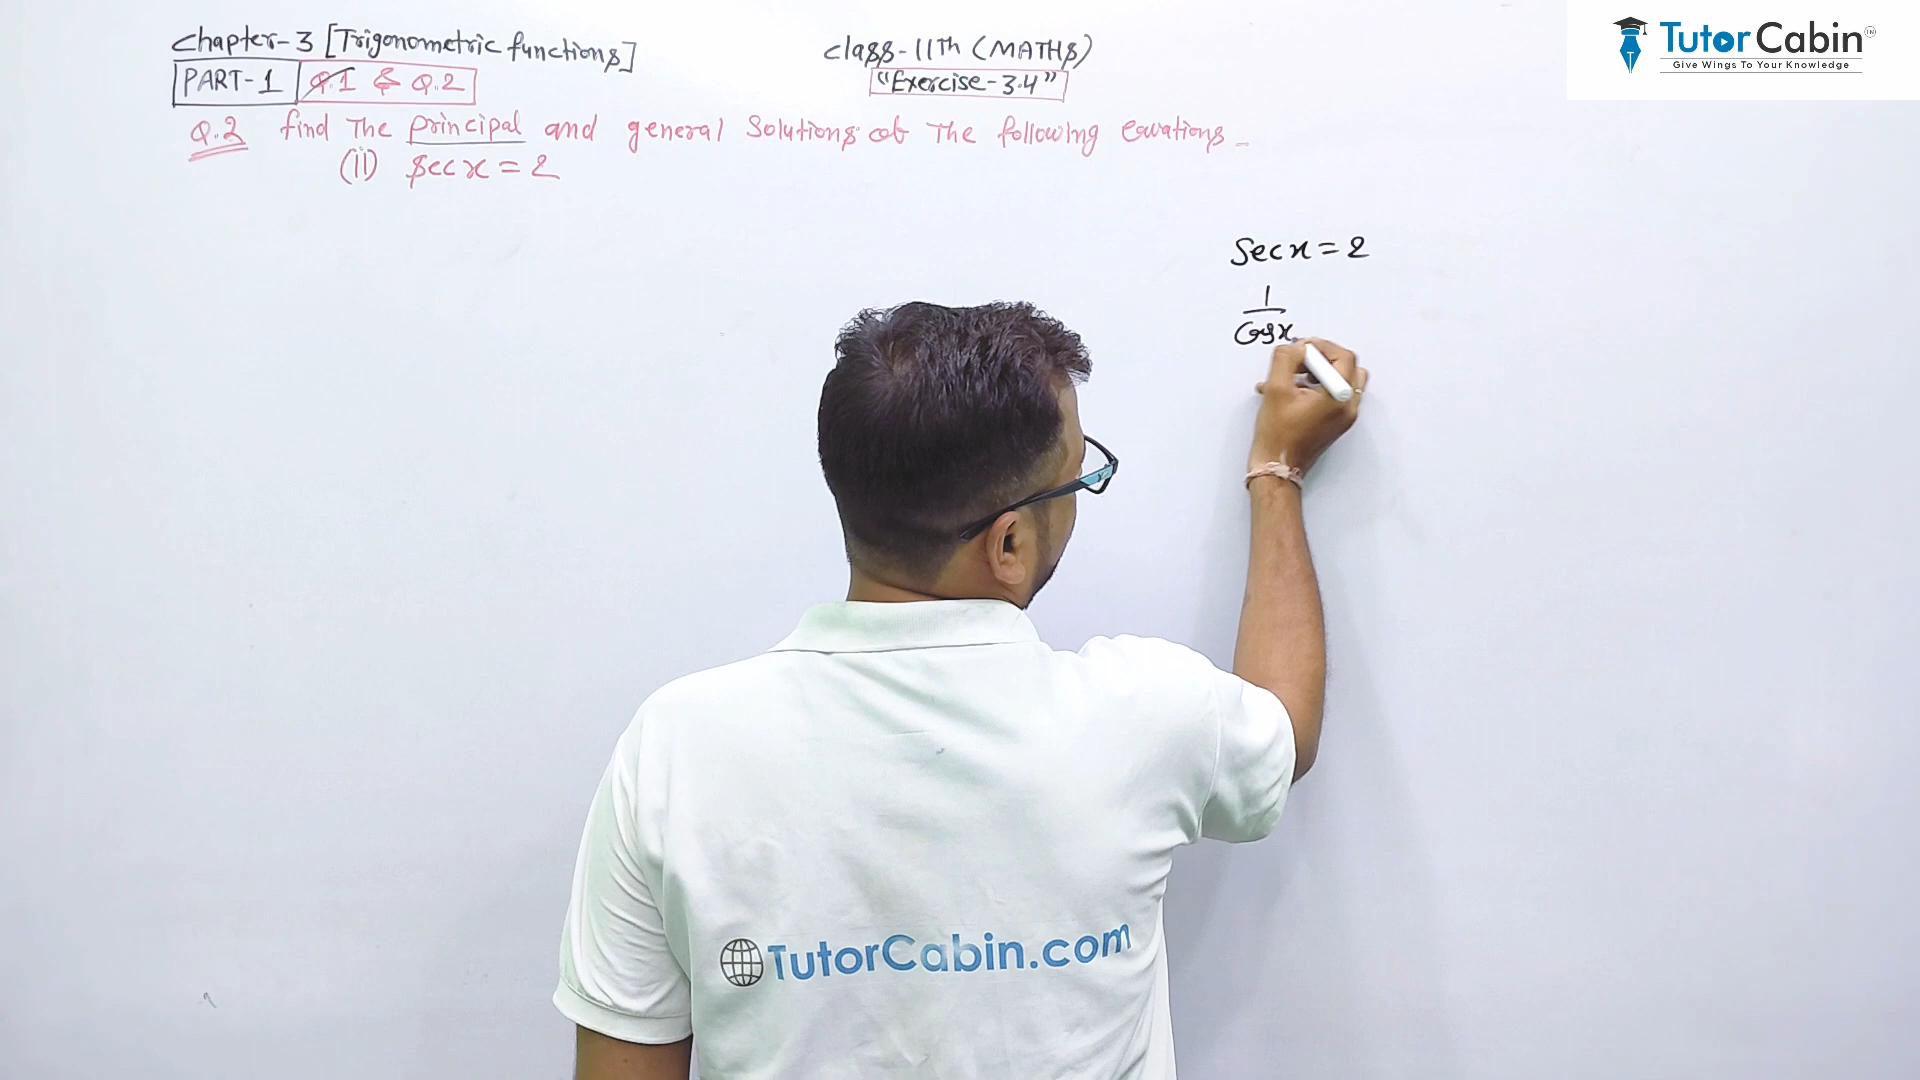 Chapter-3 [Trigonometric functions]
Class-11th (MATHS)
PART-1 Q.1 & Q.2
"Exercise-3.4"
Q.2 find The principal and general Solutions of The following equations-
(ii) Sec x = 2
Sec x = 2
1
Cos x
TutorCabin
TM
Give Wings To Your Knowledge
T
TutorCabin.com